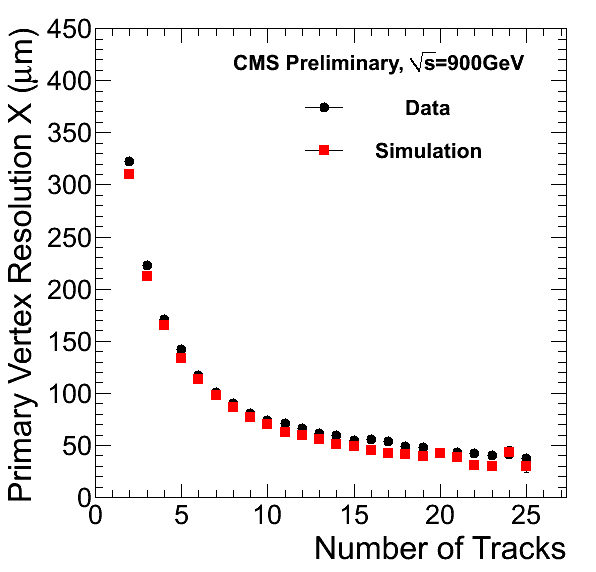 Primary Vertex Resolution X (μm)
CMS Preliminary, √s=900GeV
Data
Simulation
450
400
350
300
250
200
150
100
50
0
0 5 10 15 20 25
Number of Tracks